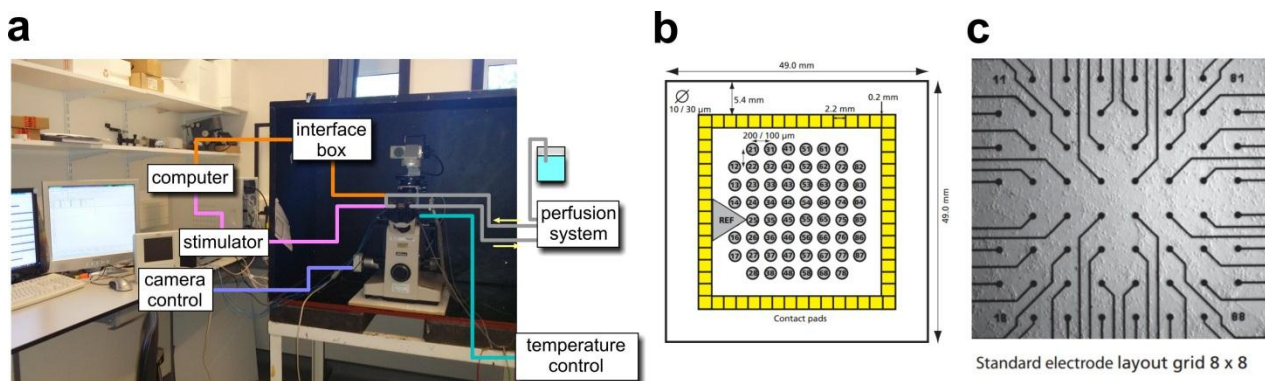 a
interface
box
computer
stimulator
camera
control
perfusion
system
temperature
control
b
49.0 mm
5.4 mm
Ø
10 / 30 µm
2.2 mm
0.2 mm
200 / 100 µm
21 31 41 51 61 71
12 22 32 42 52 62 72 82
13 23 33 43 53 63 73 83
14 24 34 44 54 64 74 84
REF 25 35 45 55 65 75 85
16 26 36 46 56 66 76 86
17 27 37 47 57 67 77 87
28 38 48 58 68 78
49.0 mm
Contact pads
c
11 81
18 88
Standard electrode layout grid 8 x 8